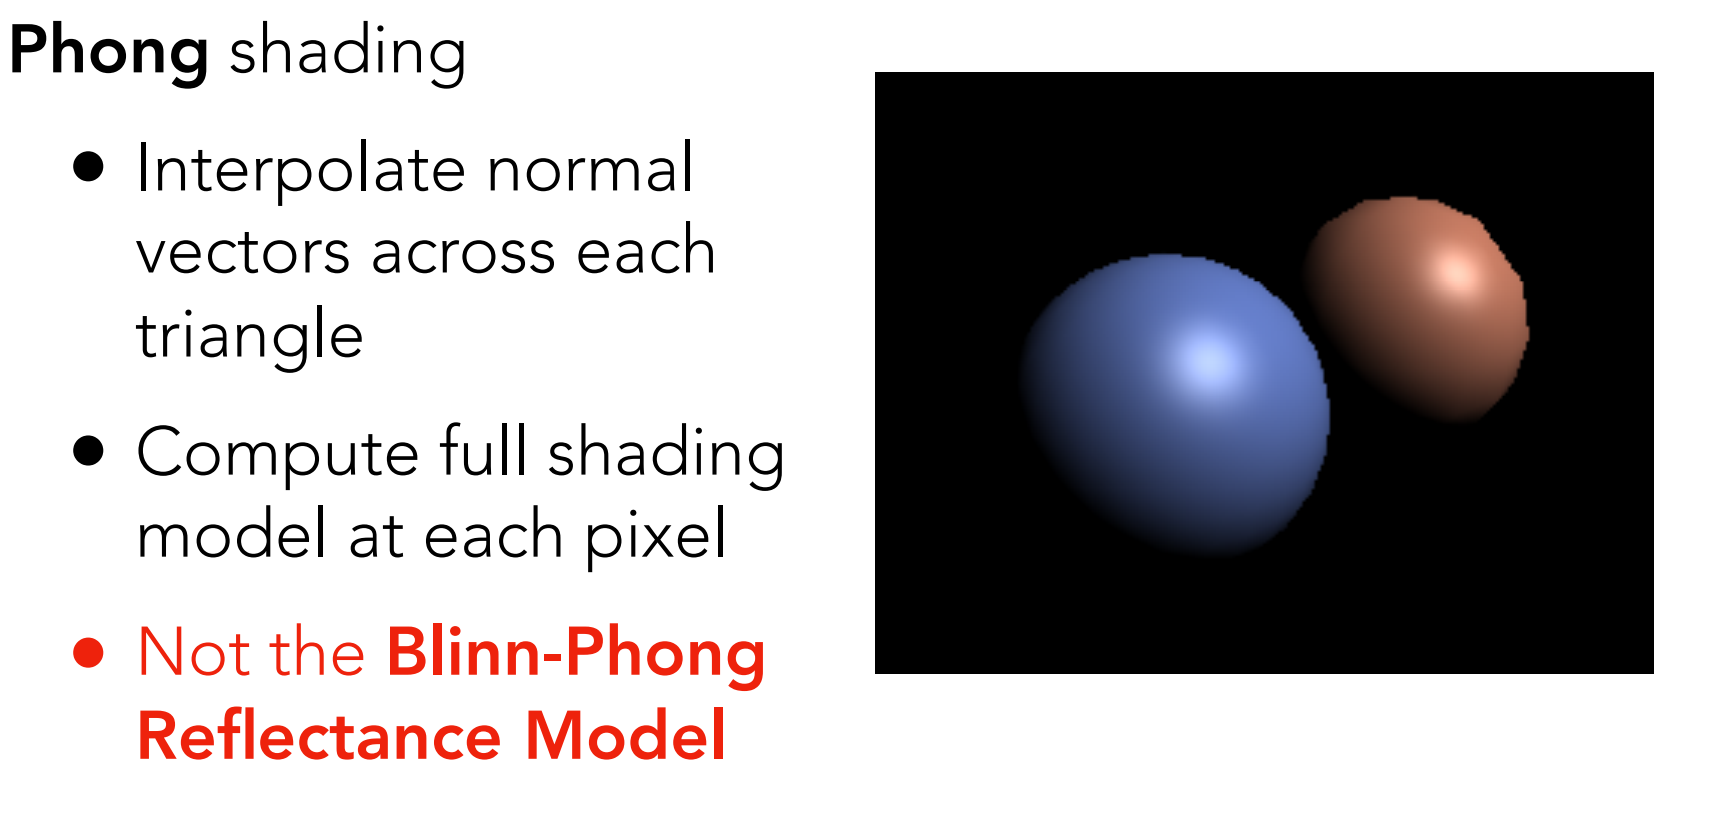 Phong shading
• Interpolate normal
vectors across each
triangle
• Compute full shading
model at each pixel
• Not the Blinn-Phong
Reflectance Model